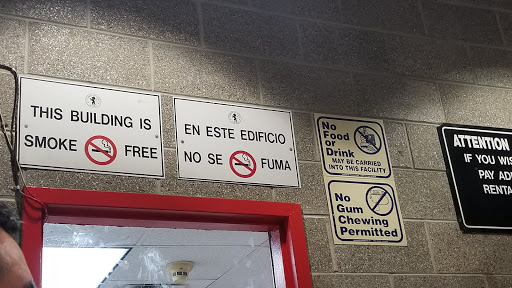 THIS BUILDING IS
SMOKE FREE
EN ESTE EDIFICIO
NO SE FUMA
No
Food
or
Drink
MAY BE CARRIED
INTO THIS FACILITY
No
Gum
Chewing
Permitted
ATTENTION
IF YOU WIS
PAY AD
RENTA